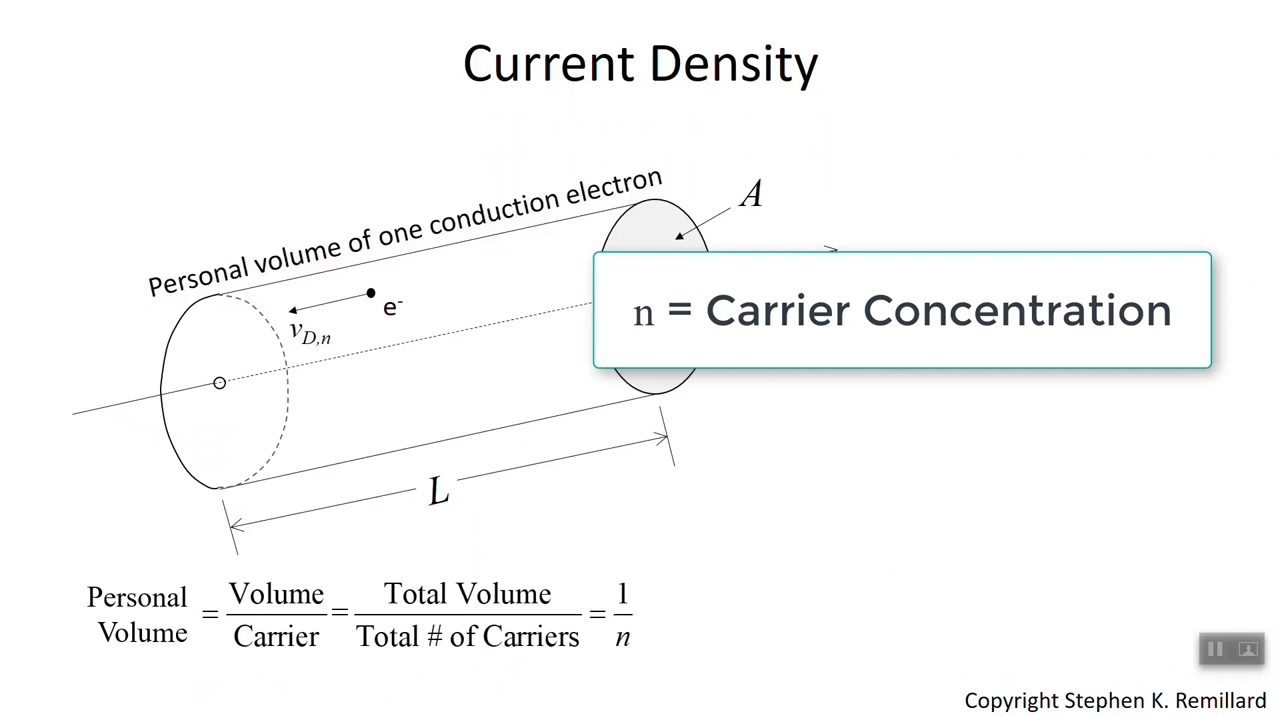 Current Density
Personal volume of one conduction electron
A
n = Carrier Concentration
e-
vD,n
L
Personal Volume = Volume/Carrier = Total Volume/Total # of Carriers = 1/n
Copyright Stephen K. Remillard